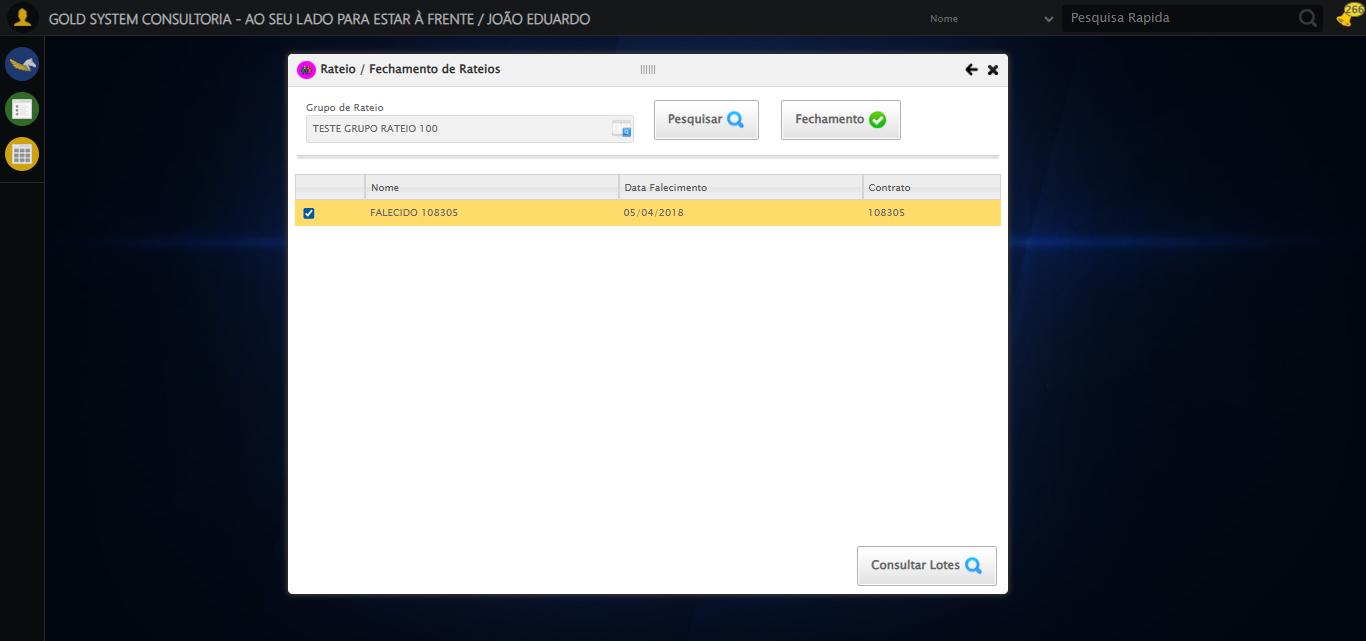 GOLD SYSTEM CONSULTORIA - AO SEU LADO PARA ESTAR À FRENTE / JOÃO EDUARDO
Nome
Pesquisa Rapida
266
Rateio / Fechamento de Rateios
Grupo de Rateio
TESTE GRUPO RATEIO 100
Pesquisar
Fechamento
Nome Data Falecimento Contrato
FALECIDO 108305 05/04/2018 108305
Consultar Lotes